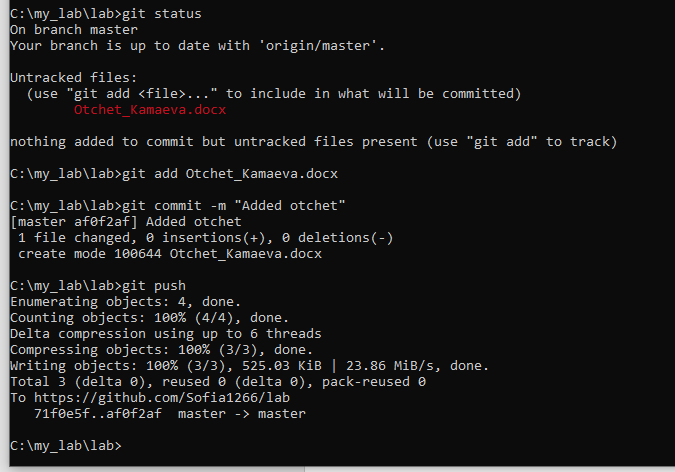 C:\my_lab\lab>git status
On branch master
Your branch is up to date with 'origin/master'.
Untracked files:
(use "git add <file>..." to include in what will be committed)
Otchet_Kamaeva.docx
nothing added to commit but untracked files present (use "git add" to track)
C:\my_lab\lab>git add Otchet_Kamaeva.docx
C:\my_lab\lab>git commit -m "Added otchet"
[master af0f2af] Added otchet
1 file changed, 0 insertions(+), 0 deletions(-)
create mode 100644 Otchet_Kamaeva.docx
C:\my_lab\lab>git push
Enumerating objects: 4, done.
Counting objects: 100% (4/4), done.
Delta compression using up to 6 threads
Compressing objects: 100% (3/3), done.
Writing objects: 100% (3/3), 525.03 KiB | 23.86 MiB/s, done.
Total 3 (delta 0), reused 0 (delta 0), pack-reused 0
To https://github.com/Sofia1266/lab
71f0e5f..af0f2af  master -> master
C:\my_lab\lab>